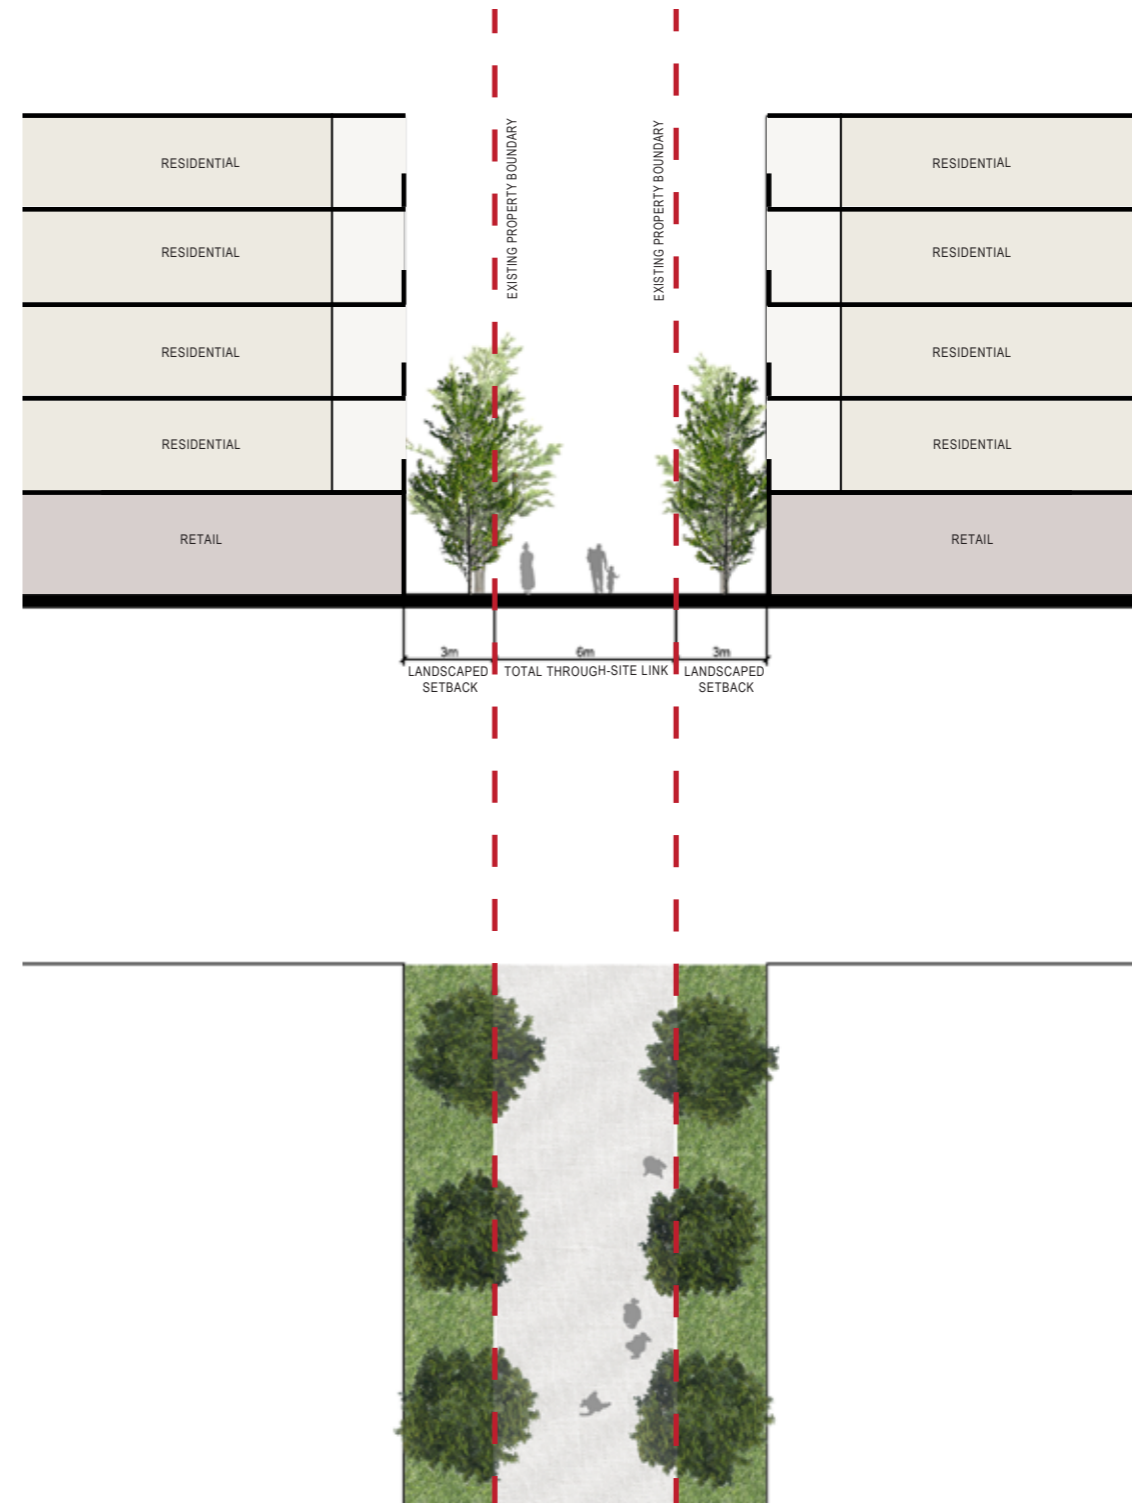 EXISTING PROPERTY BOUNDARY
EXISTING PROPERTY BOUNDARY
RESIDENTIAL
RESIDENTIAL
RESIDENTIAL
RESIDENTIAL
RESIDENTIAL
RESIDENTIAL
RESIDENTIAL
RESIDENTIAL
RETAIL
RETAIL
3m
6m
3m
LANDSCAPED
SETBACK
TOTAL THROUGH-SITE LINK
LANDSCAPED
SETBACK